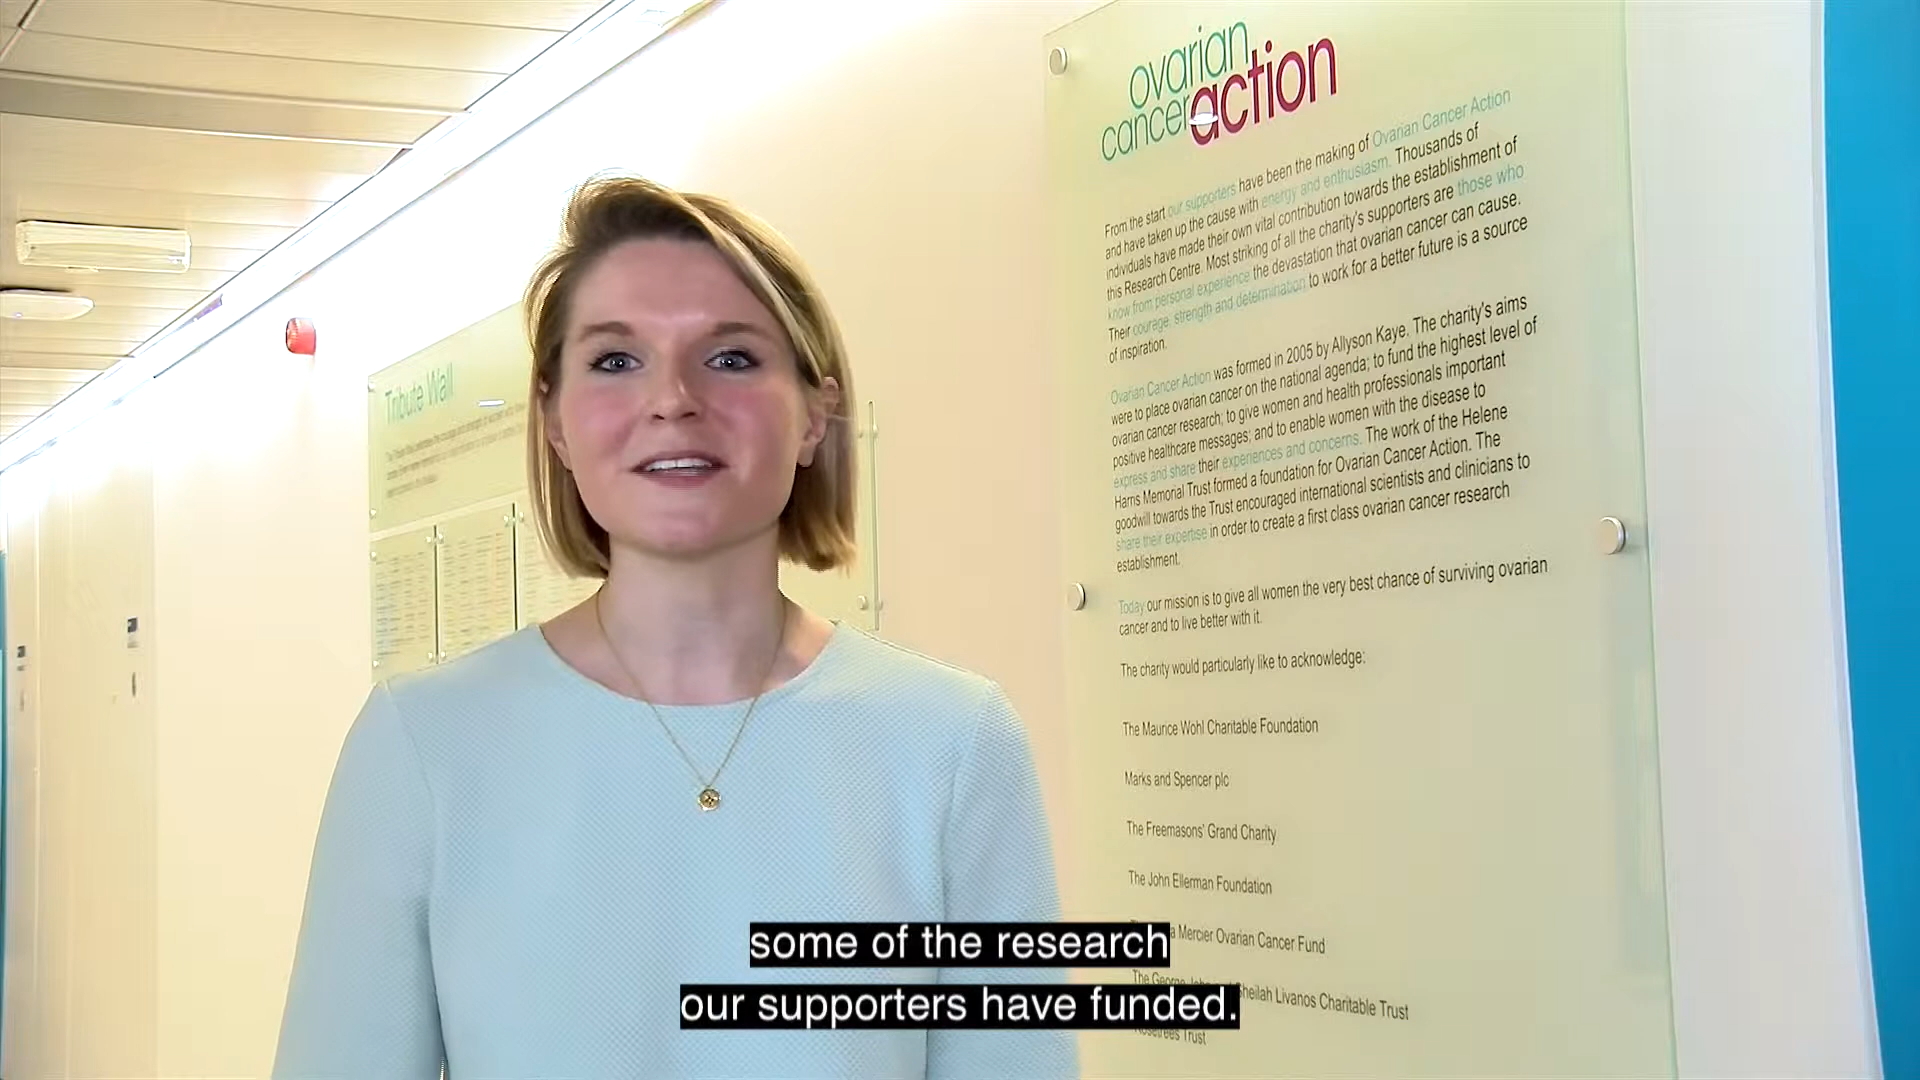 ovarian
cancer action
From the start our supporters have been the making of Ovarian Cancer Action
and have taken up the cause with energy and enthusiasm. Thousands of
individuals have made their own vital contribution towards the establishment of
this Research Centre. Most striking of all the charity's supporters are those who
know from personal experience the devastation that ovarian cancer can cause.
Their courage, strength and determination to work for a better future is a source
of inspiration.
Ovarian Cancer Action was formed in 2005 by Allyson Kaye. The charity's aims
were to place ovarian cancer on the national agenda; to fund the highest level of
ovarian cancer research; to give women and health professionals important
positive healthcare messages; and to enable women with the disease to
express and share their experiences and concerns. The work of the Helene
Harris Memorial Trust formed a foundation for Ovarian Cancer Action. The
goodwill towards the Trust encouraged international scientists and clinicians to
share their expertise in order to create a first class ovarian cancer research
establishment.
Today our mission is to give all women the very best chance of surviving ovarian
cancer and to live better with it.
The charity would particularly like to acknowledge:
The Maurice Wohl Charitable Foundation
Marks and Spencer plc
The Freemasons' Grand Charity
The John Ellerman Foundation
Mercier Ovarian Cancer Fund
The George Sheilah Livanos Charitable Trust
Rosetrees Trust
Tribute Wall
some of the research
our supporters have funded.